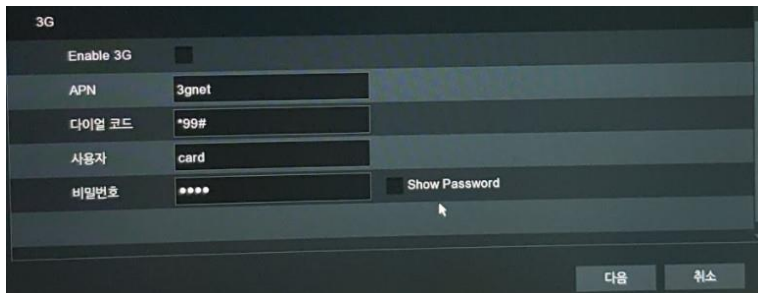 3G
Enable 3G
APN 3gnet
다이얼 코드 *99#
사용자 card
비밀번호 •••• Show Password
다음 취소